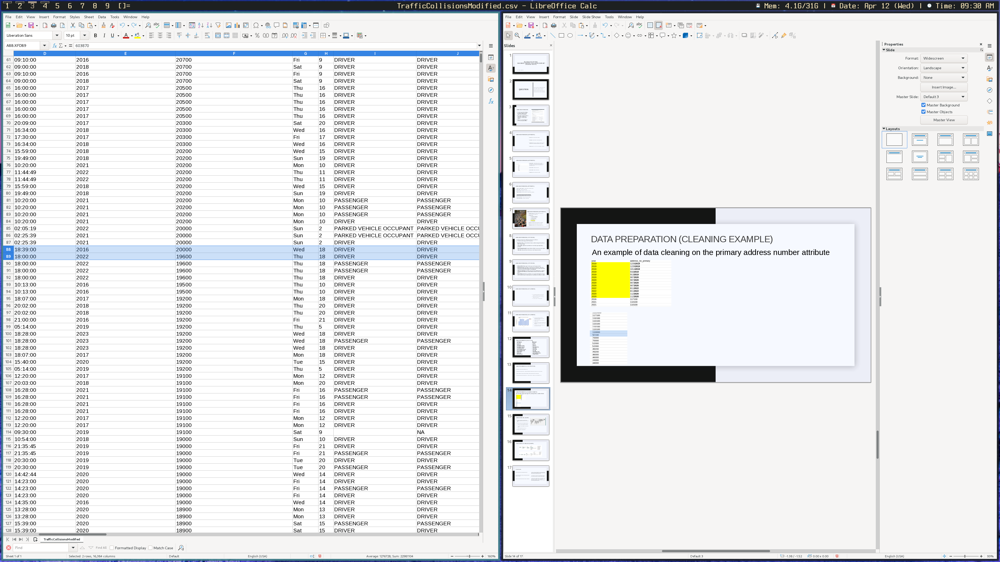 1 2 3 4 5 6 7 8 9 []= TrafficCollisionsModified.csv - LibreOffice Calc Mem: 4.1G/31G | Date: Apr 12 (Wed) | Time: 09:30 AM
File Edit View Insert Format Styles Sheet Data Tools Window Help
Liberation Sans 10 pt
A88:XFD89 603870
D E F G H I J
61 09:10:00 2016 20700 Fri 9 DRIVER DRIVER
62 09:00:00 2018 20700 Sat 9 DRIVER DRIVER
63 09:10:00 2016 20700 Fri 9 DRIVER DRIVER
64 09:00:00 2018 20700 Sat 9 DRIVER DRIVER
65 16:00:00 2017 20500 Thu 16 DRIVER DRIVER
66 16:00:00 2017 20500 Thu 16 DRIVER DRIVER
67 16:00:00 2017 20500 Thu 16 DRIVER DRIVER
68 16:00:00 2017 20500 Thu 16 DRIVER DRIVER
69 16:00:00 2017 20500 Thu 16 DRIVER DRIVER
70 20:09:00 2017 20300 Sat 20 DRIVER DRIVER
71 16:34:00 2018 20300 Wed 16 DRIVER DRIVER
72 17:30:00 2017 20300 Fri 17 DRIVER DRIVER
73 16:34:00 2018 20300 Wed 16 DRIVER DRIVER
74 15:59:00 2018 20200 Wed 15 DRIVER DRIVER
75 19:49:00 2018 20200 Sun 19 DRIVER DRIVER
76 10:20:00 2021 20200 Mon 10 DRIVER DRIVER
77 11:44:49 2022 20200 Thu 11 DRIVER DRIVER
78 11:44:49 2022 20200 Thu 11 DRIVER DRIVER
79 15:59:00 2018 20200 Wed 15 DRIVER DRIVER
80 19:49:00 2018 20200 Sun 19 DRIVER DRIVER
81 10:20:00 2021 20200 Mon 10 PASSENGER PASSENGER
82 10:20:00 2021 20200 Mon 10 PASSENGER PASSENGER
83 10:20:00 2021 20200 Mon 10 PASSENGER PASSENGER
84 10:20:00 2021 20200 Mon 10 DRIVER DRIVER
85 02:05:19 2022 20000 Sun 2 PARKED VEHICLE OCCUPANT PARKED VEHICLE OCCU
86 02:25:39 2021 20000 Sun 2 PARKED VEHICLE OCCUPANT PARKED VEHICLE OCCU
87 02:25:39 2021 20000 Sun 2 DRIVER DRIVER
88 18:39:00 2016 20000 Wed 18 DRIVER DRIVER
89 18:00:00 2022 19600 Thu 18 DRIVER DRIVER
90 18:00:00 2022 19600 Thu 18 PASSENGER PASSENGER
91 18:00:00 2022 19600 Thu 18 PASSENGER PASSENGER
92 18:00:00 2022 19600 Thu 18 DRIVER DRIVER
93 10:13:00 2016 19500 Thu 10 DRIVER DRIVER
94 10:13:00 2016 19500 Thu 10 DRIVER DRIVER
95 18:07:00 2017 19200 Mon 18 DRIVER DRIVER
96 20:02:00 2018 19200 Thu 20 DRIVER DRIVER
97 20:02:00 2018 19200 Thu 20 DRIVER DRIVER
98 21:00:00 2016 19200 Fri 21 DRIVER DRIVER
99 05:14:00 2019 19200 Thu 5 DRIVER DRIVER
100 18:28:00 2023 19200 Wed 18 DRIVER DRIVER
101 18:28:00 2023 19200 Wed 18 PASSENGER PASSENGER
102 18:28:00 2023 19200 Wed 18 DRIVER DRIVER
103 18:07:00 2017 19200 Mon 18 DRIVER DRIVER
104 15:40:00 2020 19200 Tue 15 DRIVER DRIVER
105 05:14:00 2019 19200 Thu 5 DRIVER DRIVER
106 12:20:00 2017 19100 Mon 12 DRIVER DRIVER
107 20:03:00 2018 19100 Mon 20 DRIVER DRIVER
108 16:28:00 2021 19100 Fri 16 PASSENGER PASSENGER
109 16:28:00 2021 19100 Fri 16 PASSENGER PASSENGER
110 16:28:00 2021 19100 Fri 16 DRIVER DRIVER
111 16:28:00 2021 19100 Fri 16 DRIVER DRIVER
112 12:20:00 2017 19100 Mon 12 DRIVER DRIVER
113 12:20:00 2017 19100 Mon 12 DRIVER DRIVER
114 09:30:00 2019 19100 Sat 9 NA
115 10:54:00 2018 19000 Sun 10 DRIVER DRIVER
116 21:35:45 2019 19000 Fri 21 DRIVER DRIVER
117 21:35:45 2019 19000 Fri 21 PASSENGER PASSENGER
118 20:30:00 2019 19000 Tue 20 DRIVER DRIVER
119 20:30:00 2019 19000 Tue 20 PASSENGER PASSENGER
120 14:42:44 2020 19000 Wed 14 DRIVER DRIVER
121 14:23:00 2020 19000 Fri 14 DRIVER DRIVER
122 14:23:00 2020 19000 Fri 14 PASSENGER PASSENGER
123 14:23:00 2020 19000 Fri 14 DRIVER DRIVER
124 14:35:00 2016 19000 Wed 14 DRIVER DRIVER
125 13:28:00 2020 18900 Mon 13 DRIVER DRIVER
126 13:28:00 2020 18900 Mon 13 DRIVER DRIVER
127 15:39:00 2020 18900 Sat 15 PASSENGER PASSENGER
128 15:39:00 2020 18900 Sat 15 DRIVER DRIVER
TrafficCollisionsModified
Find Find All Formatted Display Match Case
Sheet 1 of 1 Selected: 2 rows, 16,384 columns Default English (USA) Average: 1276728; Sum: 22981104 160%
File Edit View Insert Format Slide Slide Show Tools Window Help
Slides
1
2
QUESTION
3
4
5
6
7
8
9
10
11
12
13
14
15
16
17
DATA PREPARATION (CLEANING EXAMPLE)
An example of data cleaning on the primary address number attribute
year address_no_primary
2019 12282019
2019 12282019
2019 10142019
2019 9162019
2019 9132019
2020 9072020
2020 9072020
2020 9072020
2020 9072020
2022 8112022
2022 8112022
2020 1122020
2020 1122020
2016 117100
2021 110100
117100
110100
110100
110100
110100
110100
110000
92100
70000
70000
52000
52000
49200
49200
46000
46000
44000
44000
Properties
Slide
Format: Widescreen
Orientation: Landscape
Background: None
Insert Image...
Master Slide: Default 3
Master Background
Master Objects
Master View
Layouts
Slide 14 of 17 Default 3 -1.38 / -1.52 0.00 x 0.00 English (USA) 93%